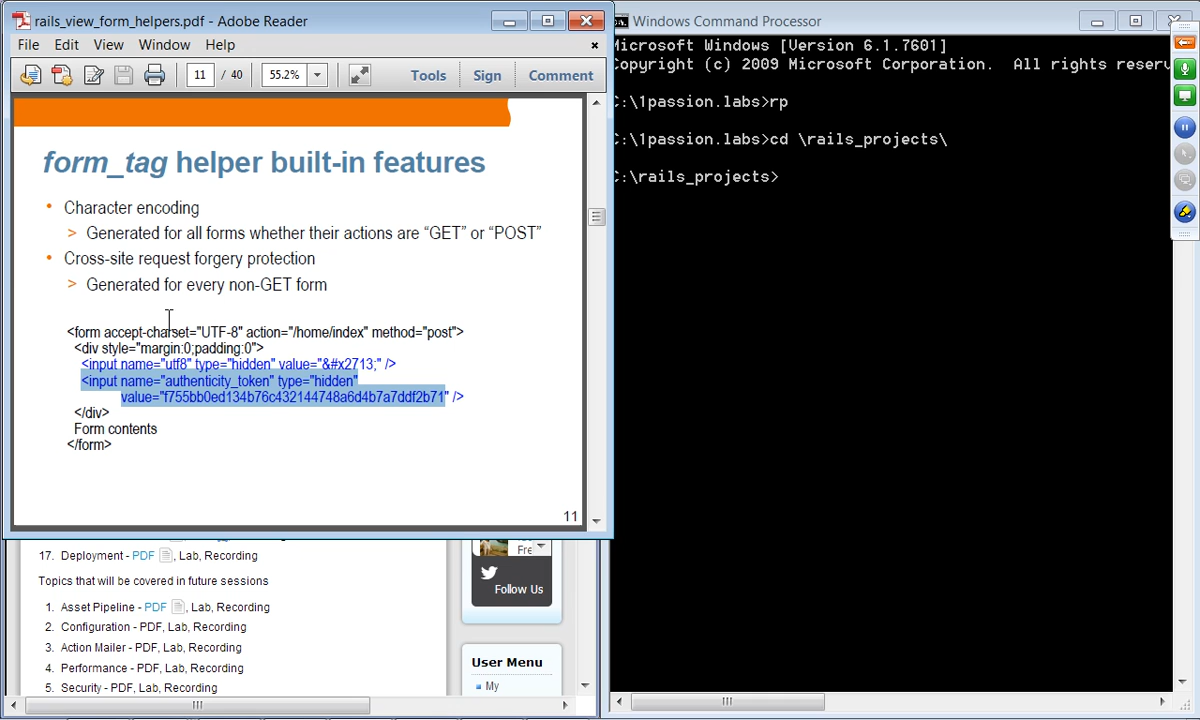 rails_view_form_helpers.pdf - Adobe Reader
File Edit View Window Help
11 / 40 55.2% Tools Sign Comment
form_tag helper built-in features
• Character encoding
> Generated for all forms whether their actions are “GET” or “POST”
• Cross-site request forgery protection
> Generated for every non-GET form
<form accept-charset="UTF-8" action="/home/index" method="post">
<div style="margin:0;padding:0">
<input name="utf8" type="hidden" value="&#x2713;" />
<input name="authenticity_token" type="hidden"
value="f755bb0ed134b76c432144748a6d4b7a7ddf2b71" />
</div>
Form contents
</form>
11
17. Deployment - PDF , Lab, Recording
Topics that will be covered in future sessions
1. Asset Pipeline - PDF , Lab, Recording
2. Configuration - PDF, Lab, Recording
3. Action Mailer - PDF, Lab, Recording
4. Performance - PDF, Lab, Recording
5. Security - PDF, Lab, Recording
Fre
Follow Us
User Menu
My
Windows Command Processor
Microsoft Windows [Version 6.1.7601]
Copyright (c) 2009 Microsoft Corporation.  All rights reserv
C:\1passion.labs>rp
C:\1passion.labs>cd \rails_projects\
C:\rails_projects>